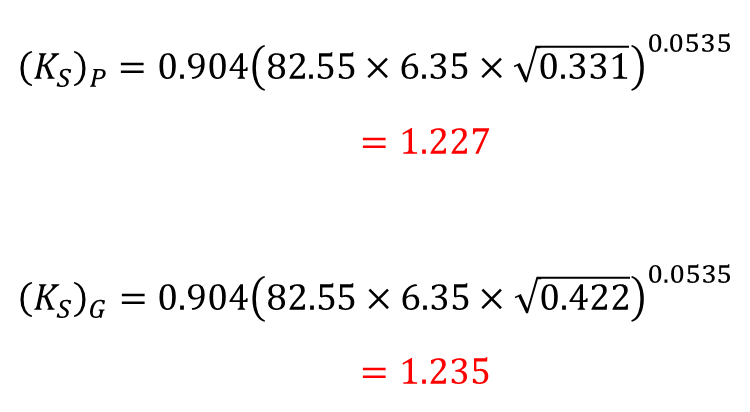 (K_S)_P = 0.904(82.55 × 6.35 × √0.331)^0.0535
= 1.227
(K_S)_G = 0.904(82.55 × 6.35 × √0.422)^0.0535
= 1.235